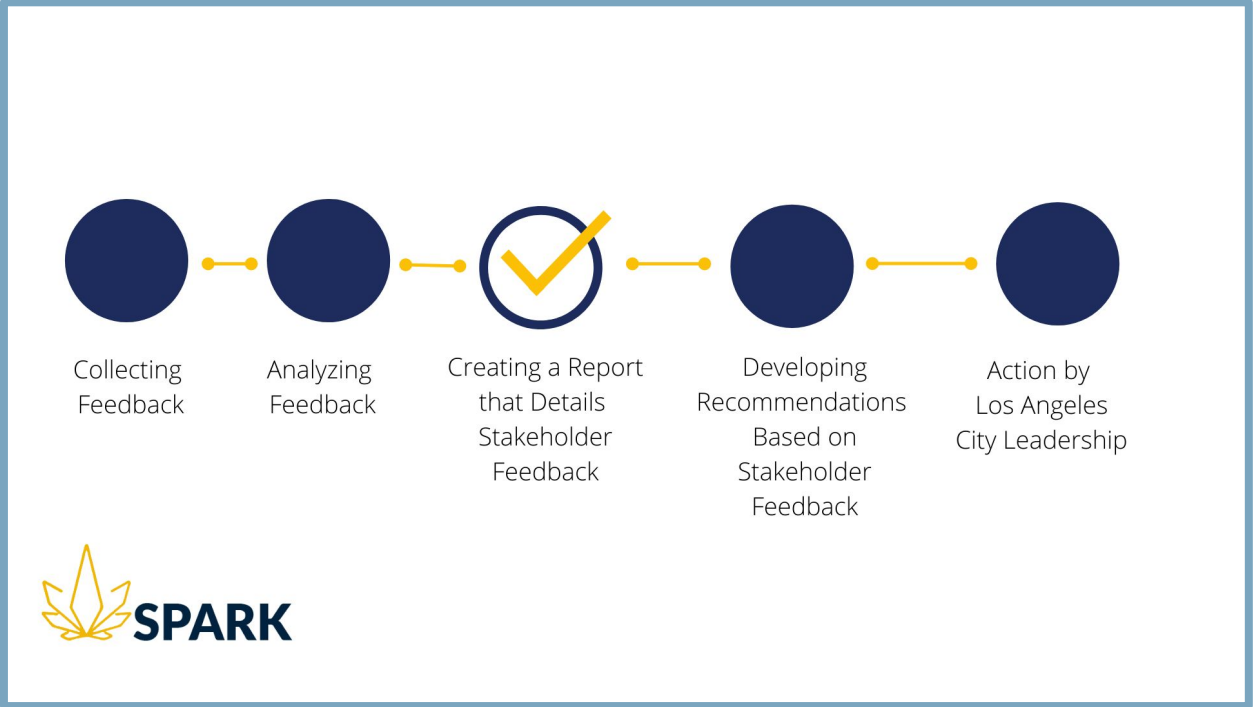 Collecting
Feedback
Analyzing
Feedback
Creating a Report
that Details
Stakeholder
Feedback
Developing
Recommendations
Based on
Stakeholder
Feedback
Action by
Los Angeles
City Leadership
SPARK